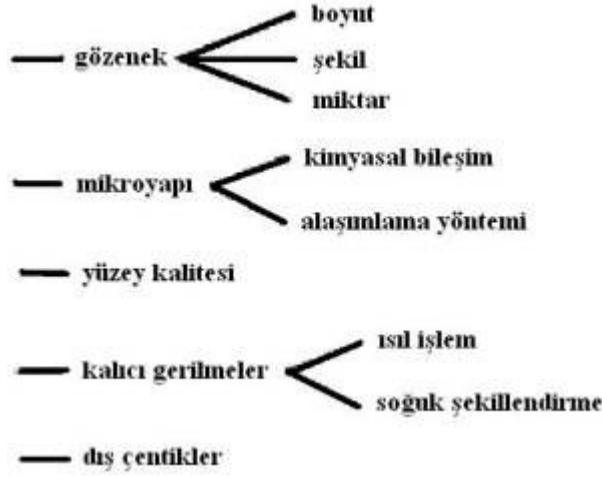 boyut
gözenek
şekil
miktar
kimyasal bileşim
mikroyapı
alaşımlama yöntemi
yüzey kalitesi
ısıl işlem
kalıcı gerilmeler
soğuk şekillendirme
dış çentikler